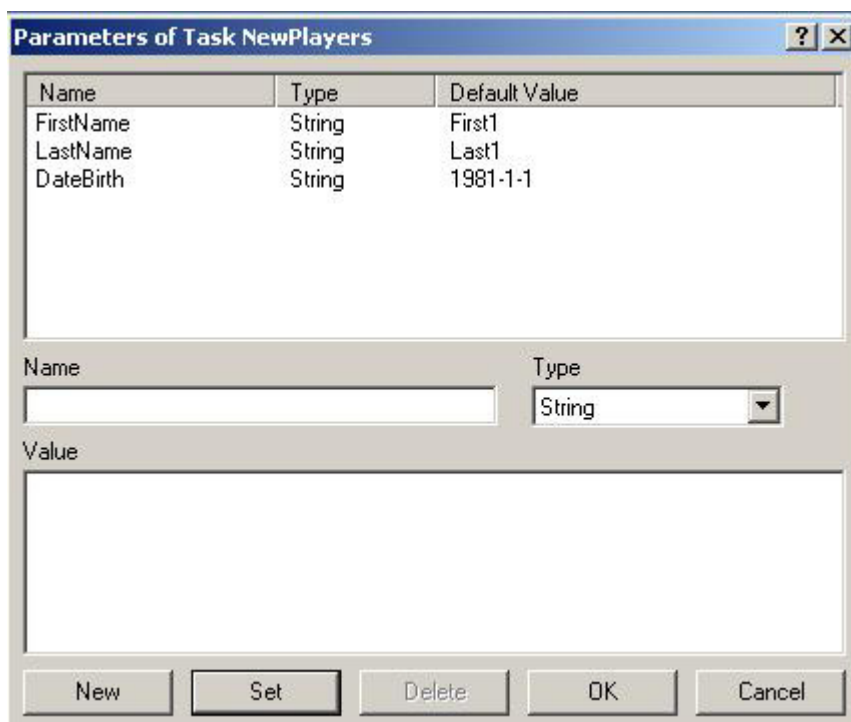 Parameters of Task NewPlayers
Name Type Default Value
FirstName String First1
LastName String Last1
DateBirth String 1981-1-1
Name Type
String
Value
New Set Delete OK Cancel